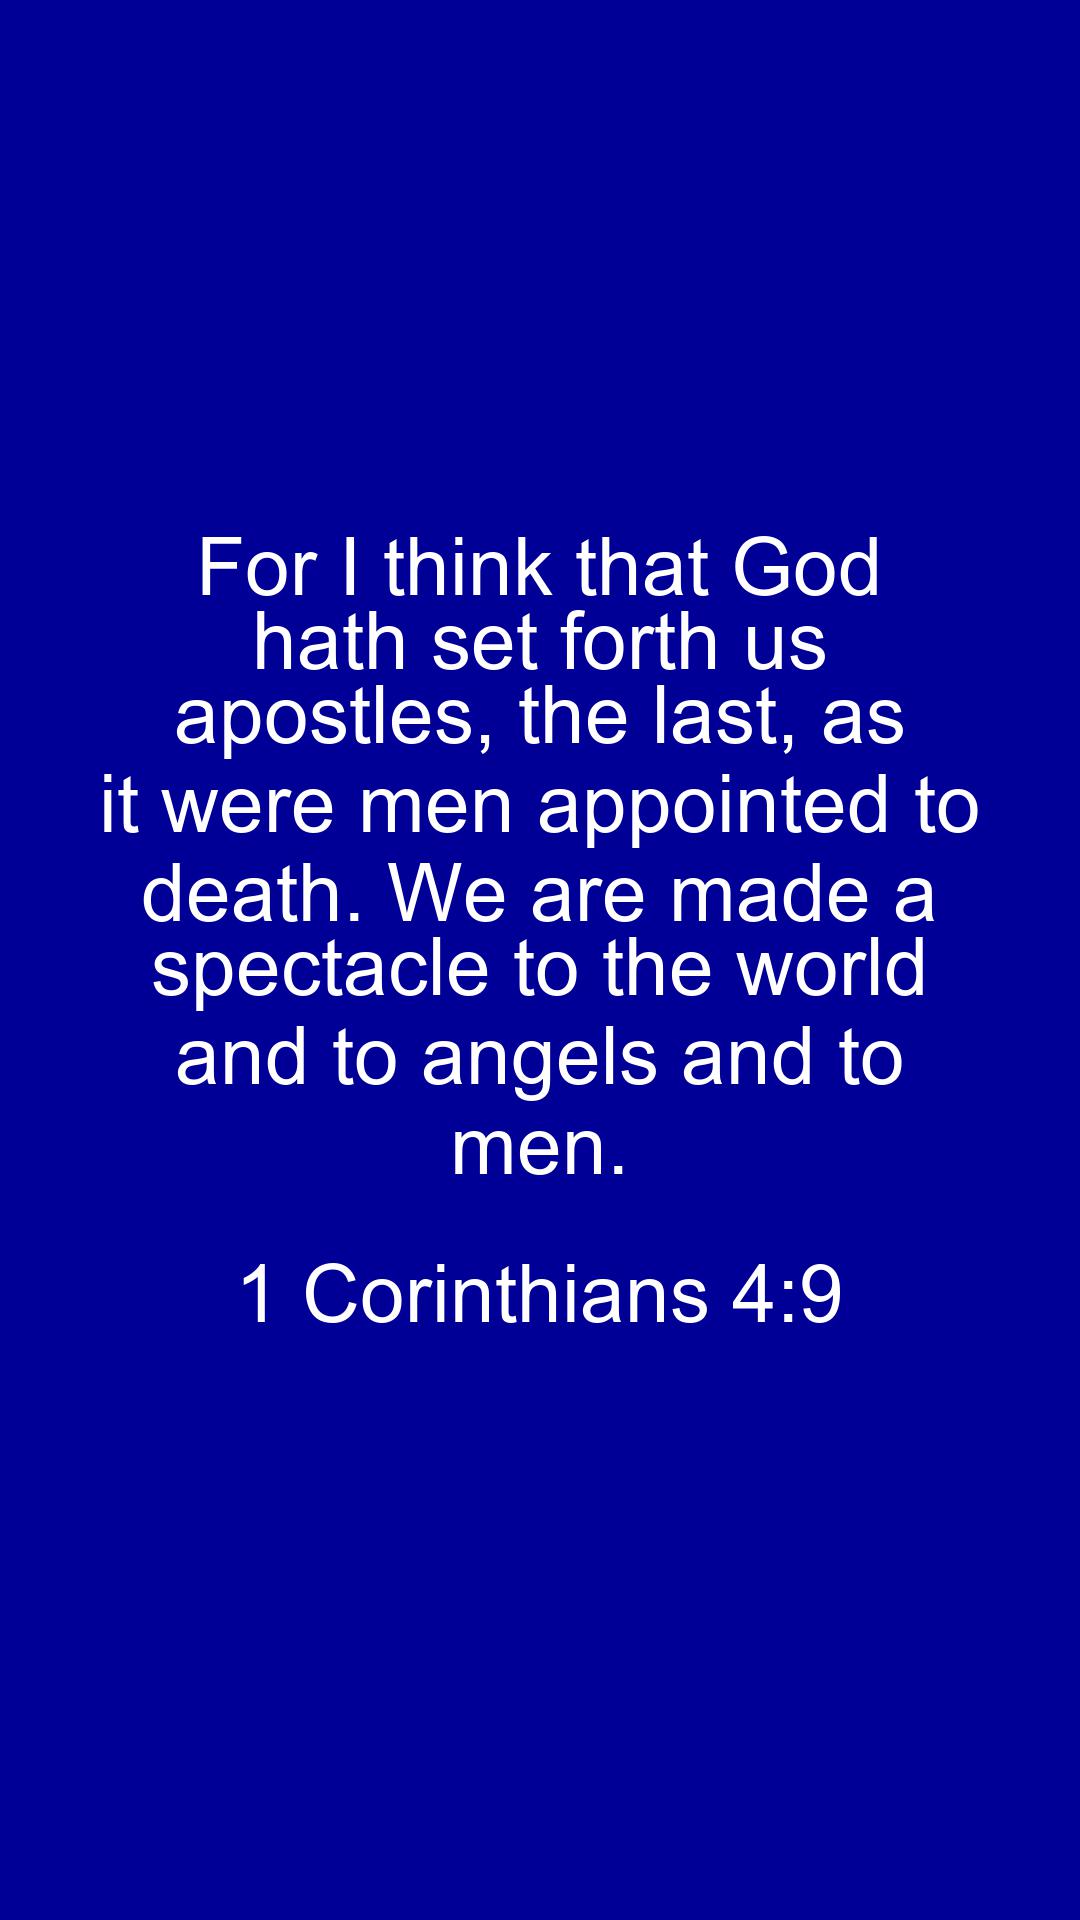 For I think that God
hath set forth us
apostles, the last, as
it were men appointed to
death. We are made a
spectacle to the world
and to angels and to
men.
1 Corinthians 4:9